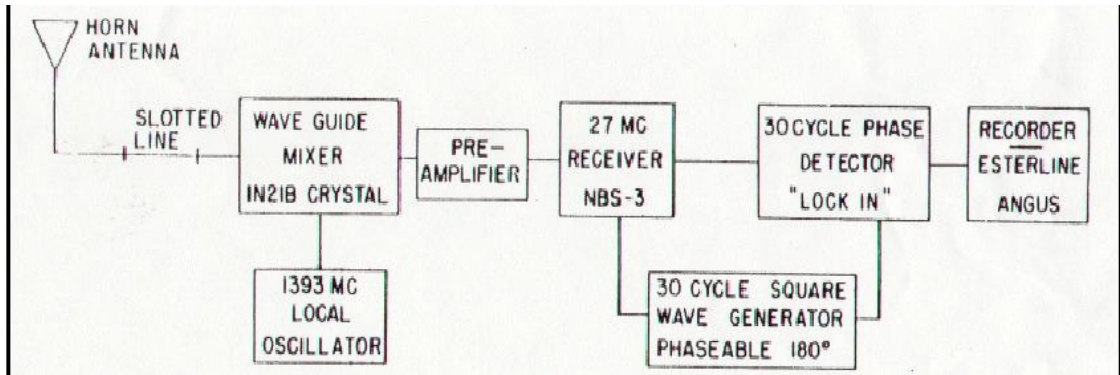 HORN
ANTENNA
SLOTTED
LINE
WAVE GUIDE
MIXER
IN21B CRYSTAL
PRE-
AMPLIFIER
27 MC
RECEIVER
NBS-3
30 CYCLE PHASE
DETECTOR
"LOCK IN"
RECORDER
ESTERLINE
ANGUS
1393 MC
LOCAL
OSCILLATOR
30 CYCLE SQUARE
WAVE GENERATOR
PHASEABLE 180°